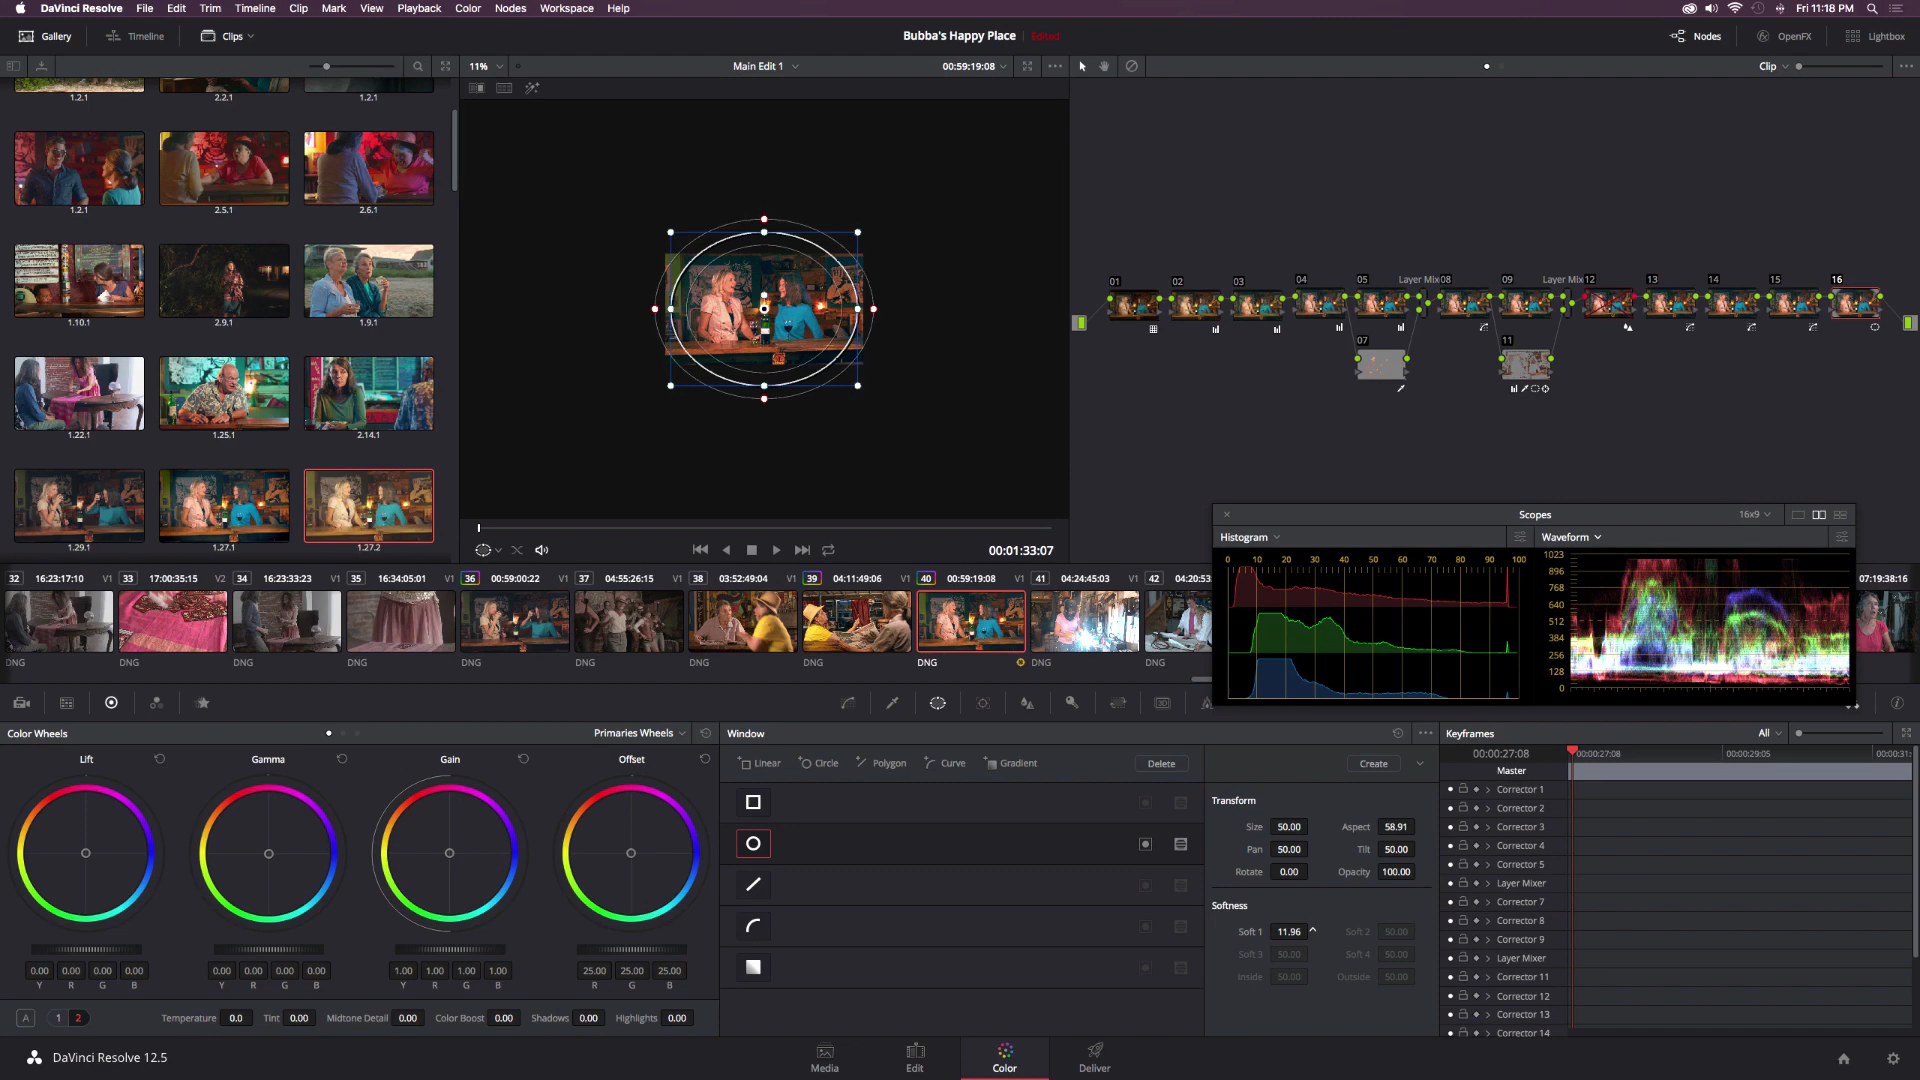 DaVinci Resolve File Edit Trim Timeline Clip Mark View Playback Color Nodes Workspace Help
Fri 11:18 PM
Gallery Timeline Clips
Bubba's Happy Place Edited
Nodes OpenFX Lightbox
11% Main Edit 1 00:59:19:08
Clip
1.2.1 2.2.1 1.2.1
1.2.1 2.5.1 2.6.1
1.10.1 2.9.1 1.9.1
1.22.1 1.25.1 2.14.1
1.29.1 1.27.1 1.27.2
01 02 03 04 05 Layer Mix 08 09 Layer Mix 12 13 14 15 16
07 11
00:01:33:07
Scopes 16x9
Histogram Waveform
0 10 20 30 40 50 60 70 80 90 100
1023
896
768
640
512
384
256
128
0
32 16:23:17:10 V1 33 17:00:35:15 V2 34 16:23:33:23 V1 35 16:34:05:01 V1 36 00:59:00:22 V1 37 04:55:26:15 V1 38 03:52:49:04 V1 39 04:11:49:06 V1 40 00:59:19:08 V1 41 04:24:45:03 V1 42 04:20:53: 07:19:38:16
DNG DNG DNG DNG DNG DNG DNG DNG DNG DNG DNG
Color Wheels Primaries Wheels
Lift Gamma Gain Offset
0.00 0.00 0.00 0.00 0.00 0.00 0.00 0.00 1.00 1.00 1.00 1.00 25.00 25.00 25.00
Y R G B Y R G B Y R G B R G B
A 1 2 Temperature 0.0 Tint 0.00 Midtone Detail 0.00 Color Boost 0.00 Shadows 0.00 Highlights 0.00
Window
Linear Circle Polygon Curve Gradient Delete Create
Transform
Size 50.00 Aspect 58.91
Pan 50.00 Tilt 50.00
Rotate 0.00 Opacity 100.00
Softness
Soft 1 11.96 Soft 2 50.00
Soft 3 50.00 Soft 4 50.00
Inside 50.00 Outside 50.00
Keyframes All
00:00:27:08 00:00:27:08 00:00:29:05 00:00:31:
Master
Corrector 1
Corrector 2
Corrector 3
Corrector 4
Corrector 5
Layer Mixer
Corrector 7
Corrector 8
Corrector 9
Layer Mixer
Corrector 11
Corrector 12
Corrector 13
Corrector 14
DaVinci Resolve 12.5
Media Edit Color Deliver